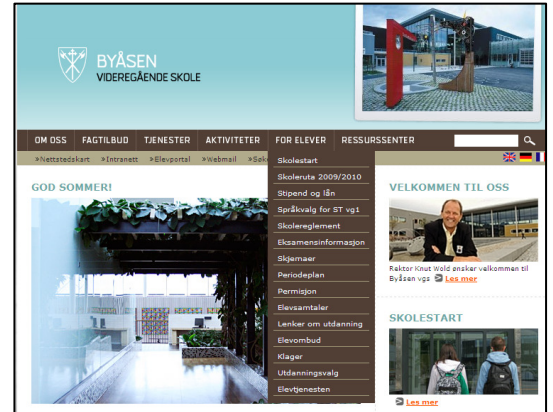 BYÅSEN
VIDEREGÅENDE SKOLE
OM OSS FAGTILBUD TJENESTER AKTIVITETER FOR ELEVER RESSURSSENTER
»Nettstedskart »Intranett »Elevportal »Webmail
Skolestart
Skoleruta 2009/2010
Stipend og lån
Språkvalg for ST vg1
Skolereglement
Eksamensinformasjon
Skjemaer
Periodeplan
Permisjon
Elevsamtaler
Lenker om utdanning
Elevombud
Klager
Utdanningsvalg
Elevtjenesten
GOD SOMMER!
VELKOMMEN TIL OSS
Rektor Knut Wold ønsker velkommen til
Byåsen vgs Les mer
SKOLESTART
Les mer